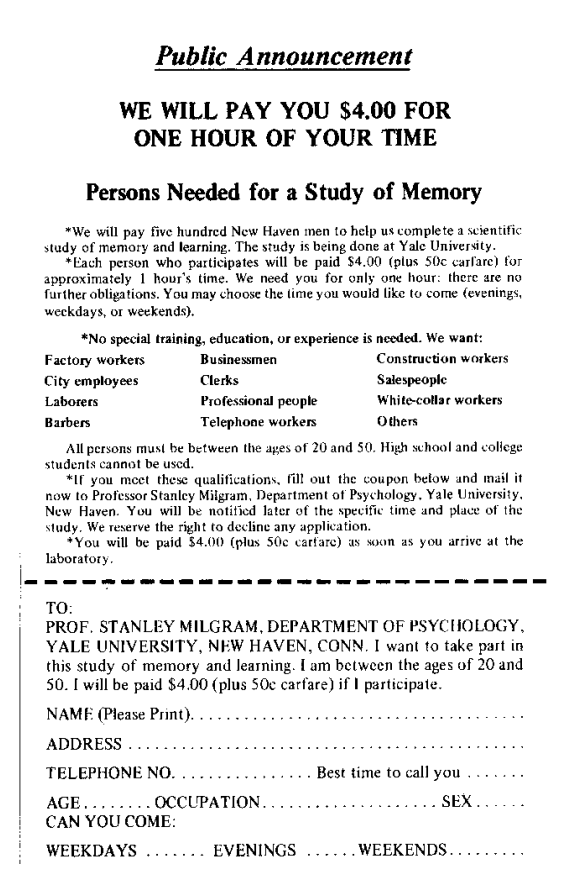 Public Announcement
WE WILL PAY YOU $4.00 FOR
ONE HOUR OF YOUR TIME
Persons Needed for a Study of Memory
*We will pay five hundred New Haven men to help us complete a scientific
study of memory and learning. The study is being done at Yale University.
*Each person who participates will be paid $4.00 (plus 50c carfare) for
approximately 1 hour's time. We need you for only one hour: there are no
further obligations. You may choose the time you would like to come (evenings,
weekdays, or weekends).
*No special training, education, or experience is needed. We want:
Factory workers Businessmen Construction workers
City employees Clerks Salespeople
Laborers Professional people White-collar workers
Barbers Telephone workers Others
All persons must be between the ages of 20 and 50. High school and college
students cannot be used.
*If you meet these qualifications, fill out the coupon below and mail it
now to Professor Stanley Milgram, Department of Psychology, Yale University,
New Haven. You will be notified later of the specific time and place of the
study. We reserve the right to decline any application.
*You will be paid $4.00 (plus 50c carfare) as soon as you arrive at the
laboratory.
TO:
PROF. STANLEY MILGRAM, DEPARTMENT OF PSYCHOLOGY,
YALE UNIVERSITY, NEW HAVEN, CONN. I want to take part in
this study of memory and learning. I am between the ages of 20 and
50. I will be paid $4.00 (plus 50c carfare) if I participate.
NAME (Please Print). . . . . . . . . . . . . . . . . . . . . . . . . . . . . . . . . . . .
ADDRESS . . . . . . . . . . . . . . . . . . . . . . . . . . . . . . . . . . . . . . . . . .
TELEPHONE NO. . . . . . . . . . . . . . . . Best time to call you . . . . . . .
AGE . . . . . . . . OCCUPATION . . . . . . . . . . . . . . . . . . . SEX . . . . . .
CAN YOU COME:
WEEKDAYS . . . . . . . EVENINGS . . . . . . WEEKENDS . . . . . . . . .